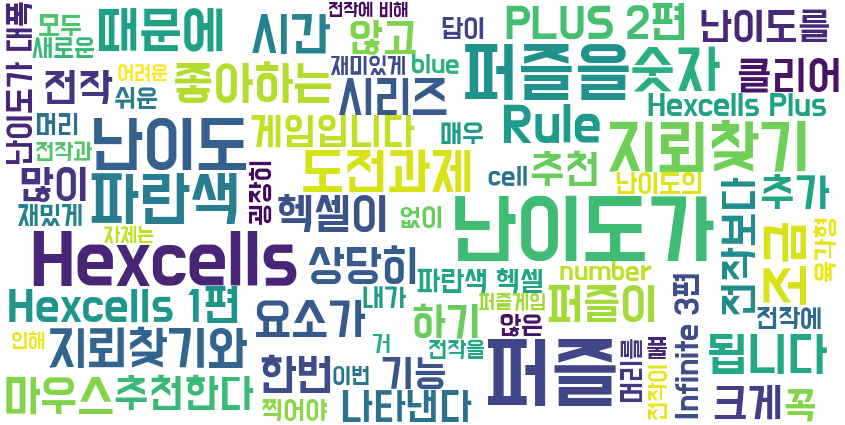 모두
새로운
때문에
시간
전작에 비해
않고
답이
PLUS 2편
난이도를
난이도가 대폭
전작
어려운
쉬운
좋아하는
재미있게
blue
시리즈
퍼즐을
숫자
클리어
Hexcells Plus
머리
전작과
난이도
게임입니다
매우
Rule
지뢰찾기
많이
파란색
굉장히
도전과제
cell
추천
난이도의
추가
재밌게
자체는
헥셀이
없이
난이도가
전작보다
조금
육각형
Hexcells
상당히
파란색 헥셀
number
Hexcells 1편
요소가
내가
하기
퍼즐게임
않은
퍼즐이
Infinite 3편
전작에
인해
지뢰찾기와
거
전작을
퍼즐
머리를
풀
됩니다
한번
이번
기능
전작이
마우스
추천한다
찍어야
나타낸다
크게
꼭